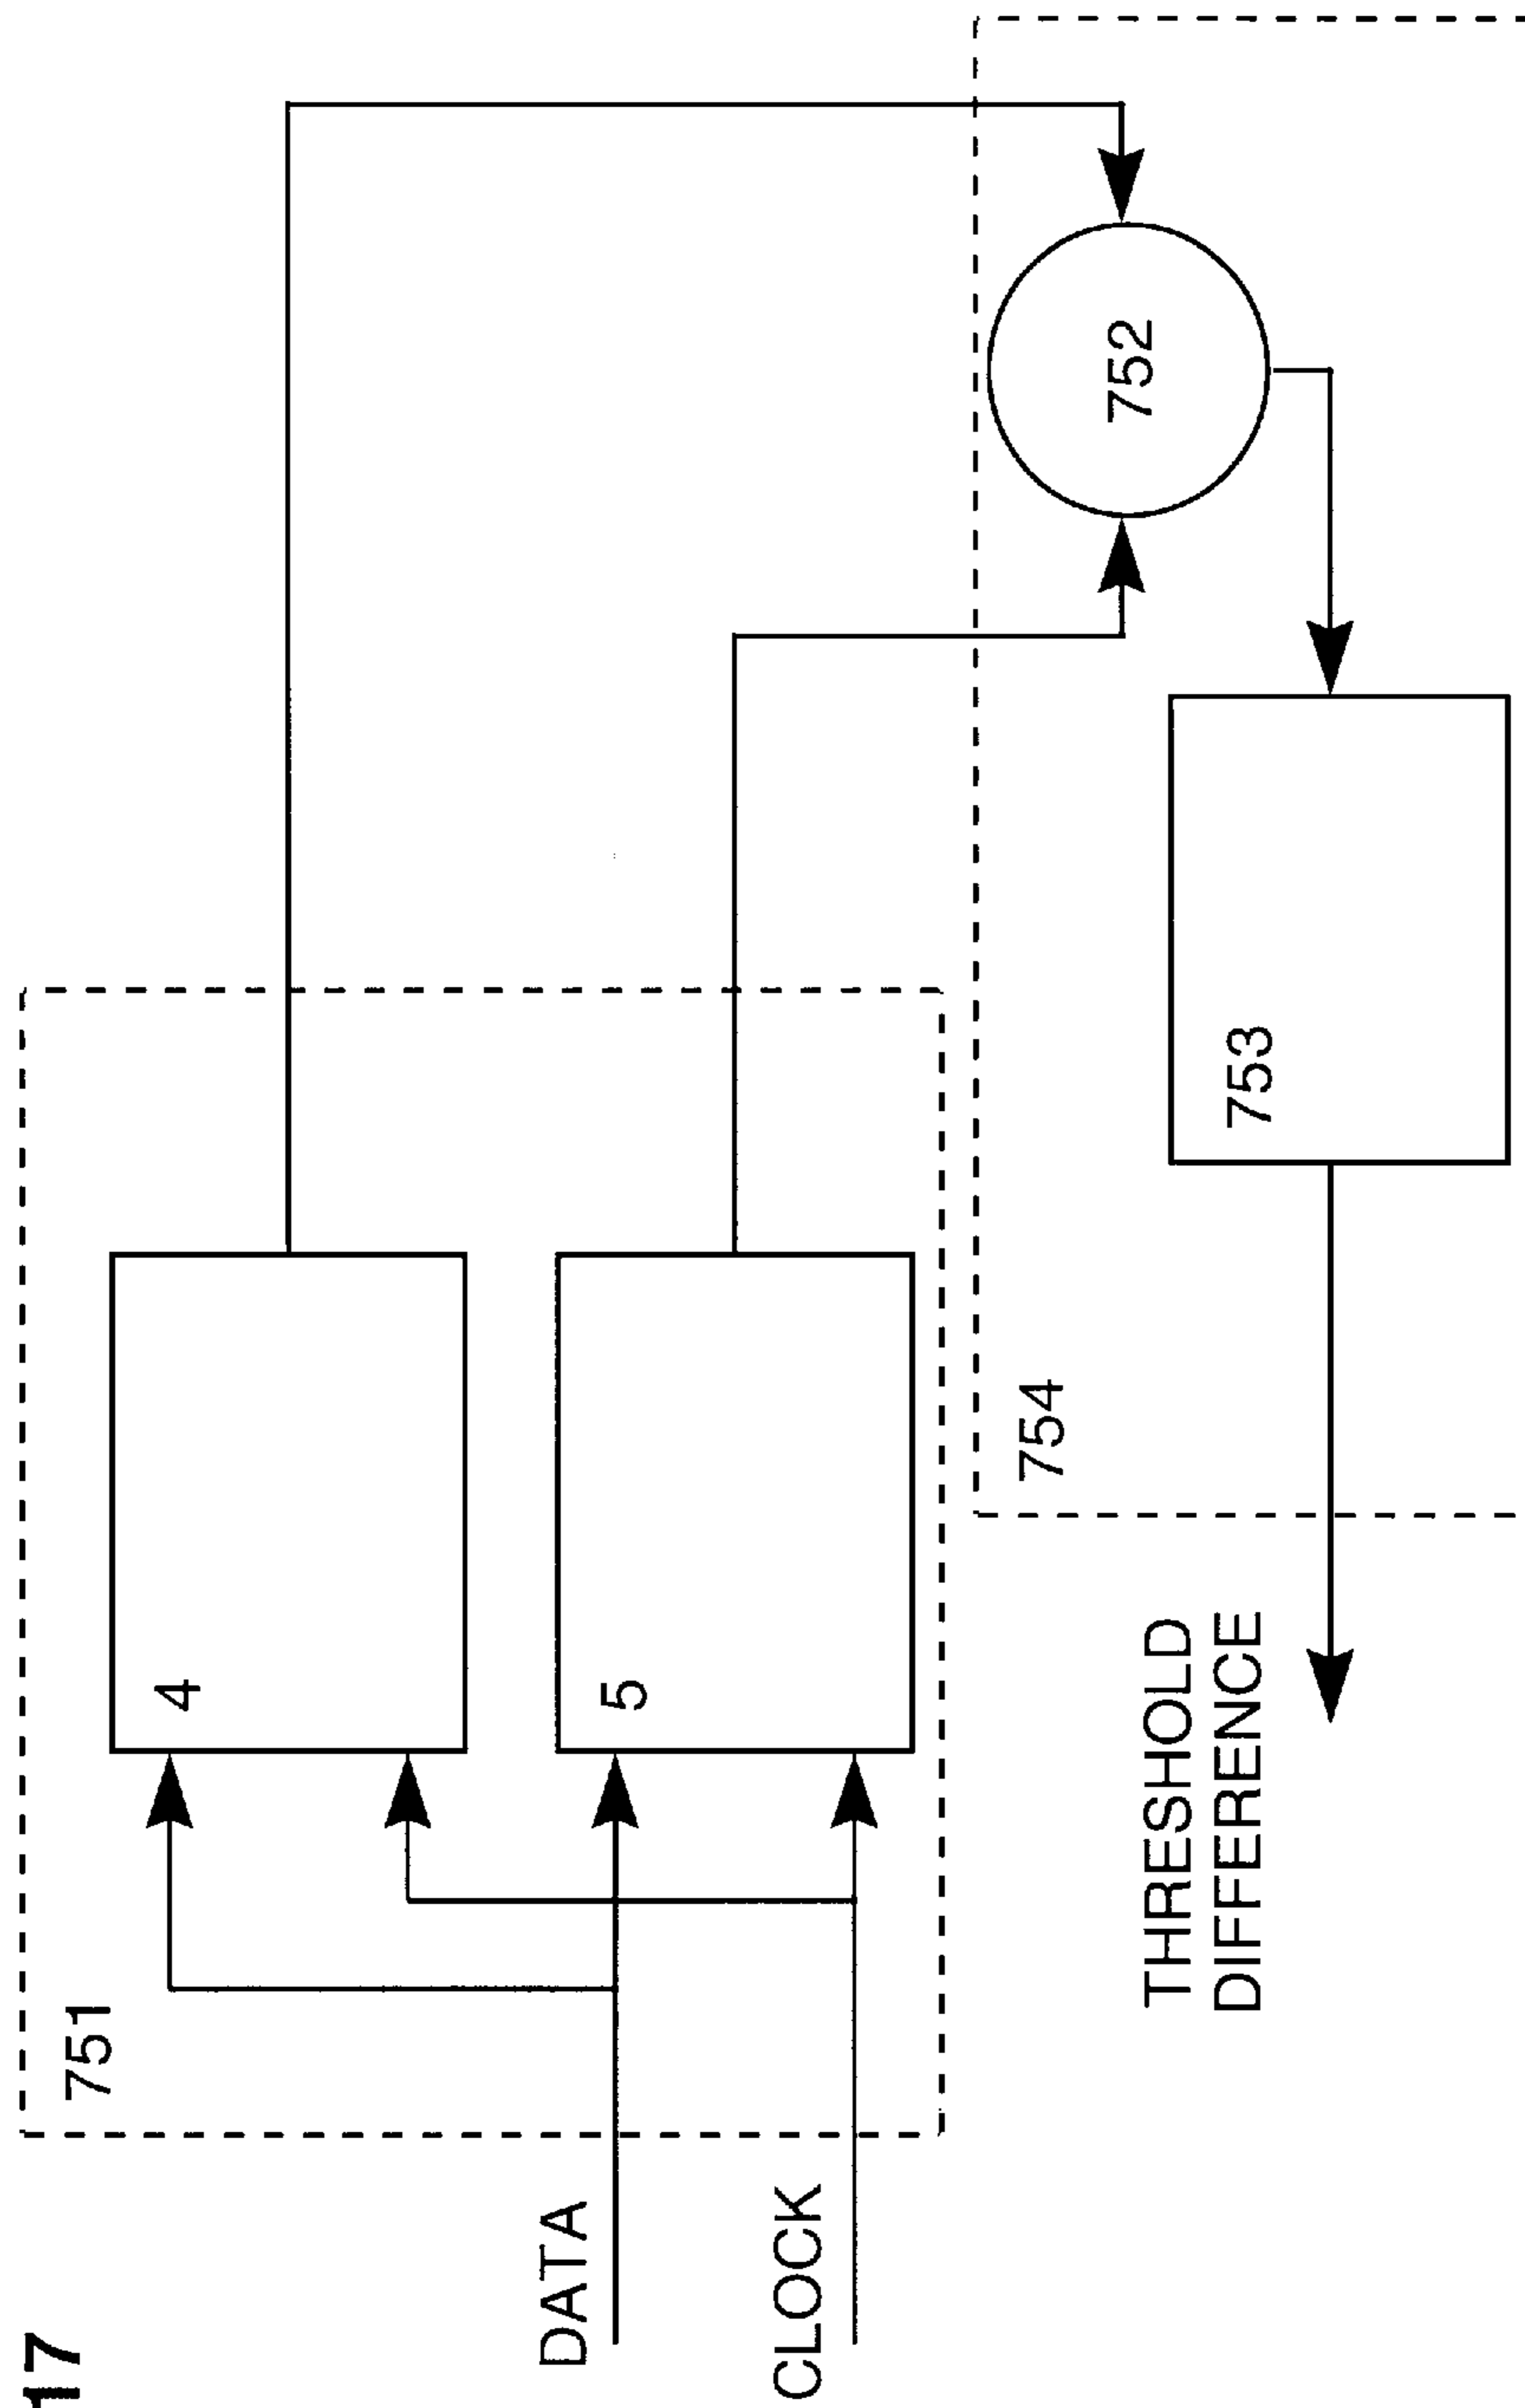 17
751
4
5
DATA
CLOCK
752
753
754
THRESHOLD
DIFFERENCE